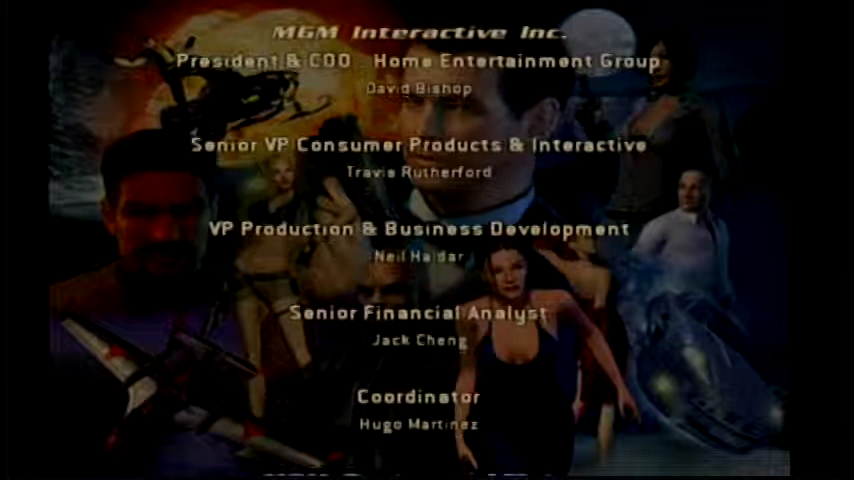 MGM Interactive Inc.
President & COO . Home Entertainment Group
David Bishop
Senior VP Consumer Products & Interactive
Travis Rutherford
VP Production & Business Development
Neil Haldar
Senior Financial Analyst
Jack Cheng
Coordinator
Hugo Martinez